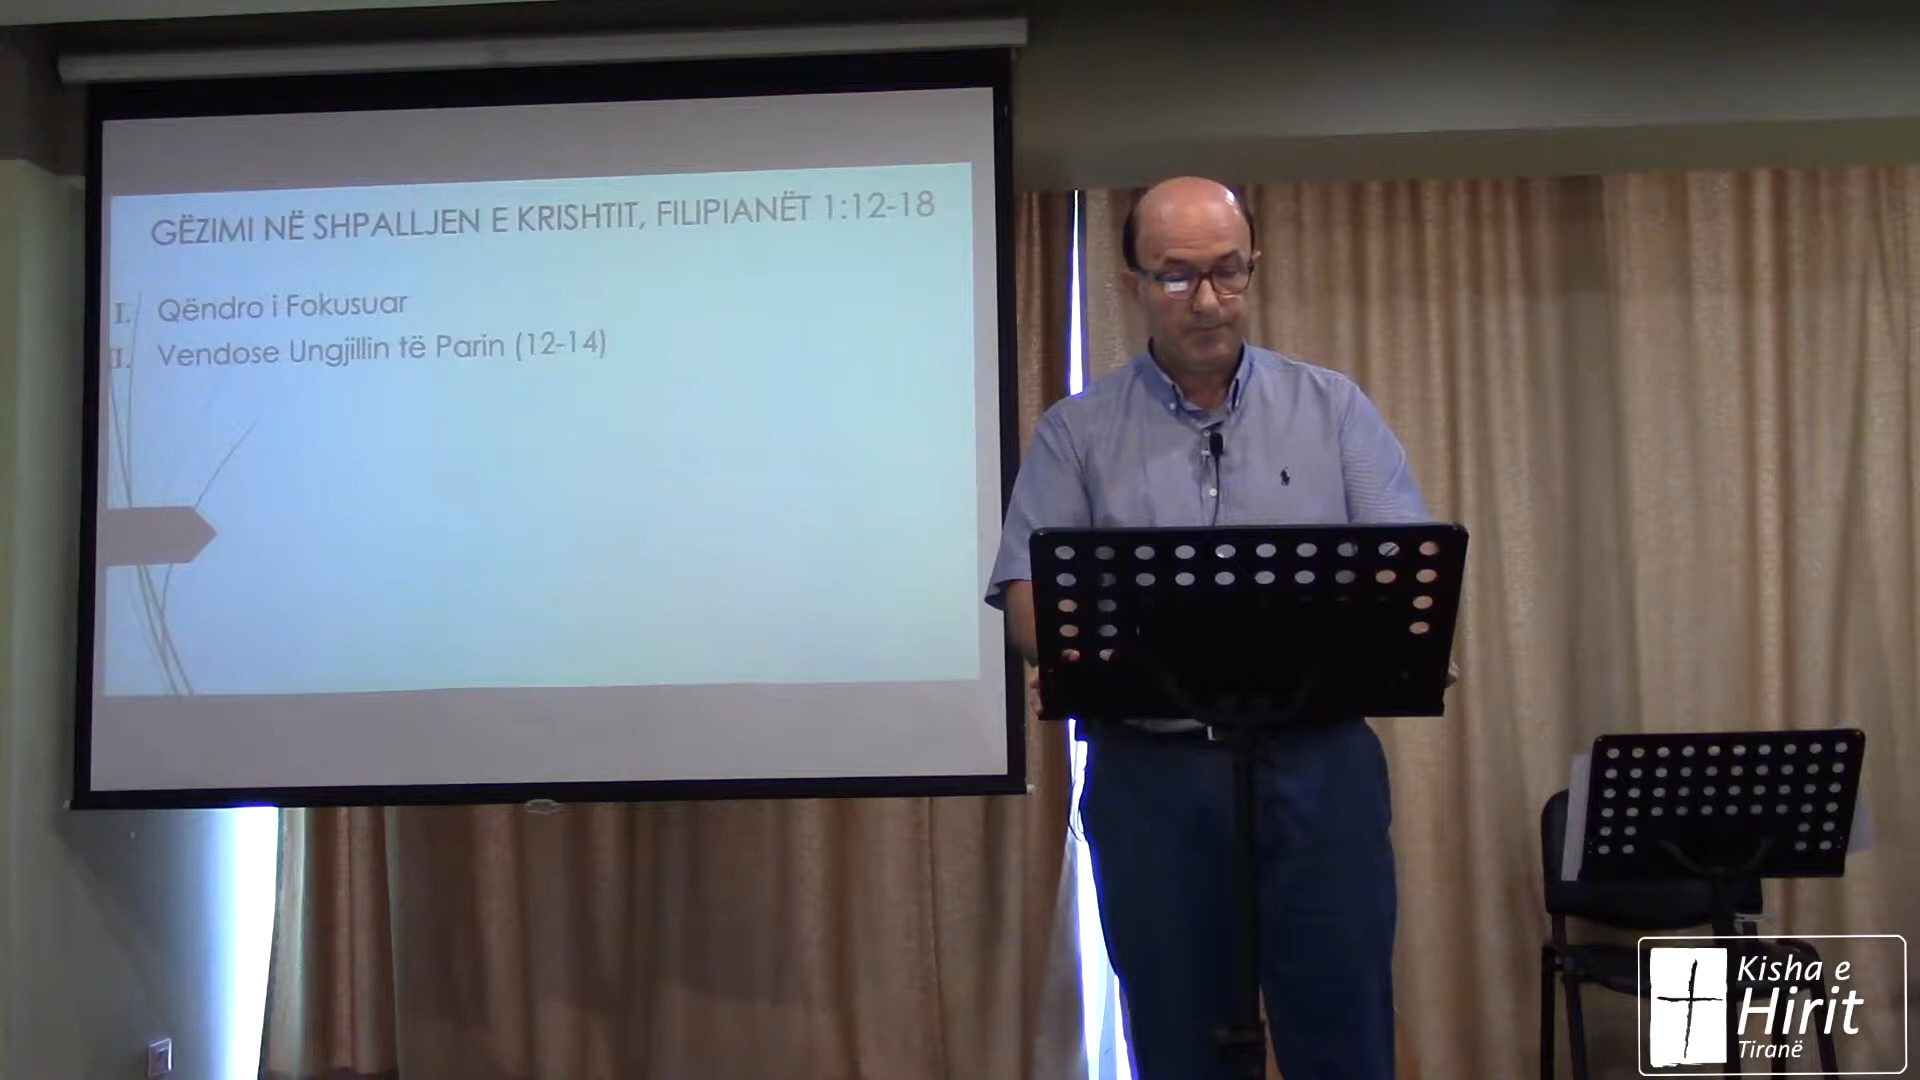 GËZIMI NË SHPALLJEN E KRISHTIT, FILIPIANËT 1:12-18
I. Qëndro i Fokusuar
II. Vendose Ungjillin të Parin (12-14)
Kisha e
Hirit
Tiranë